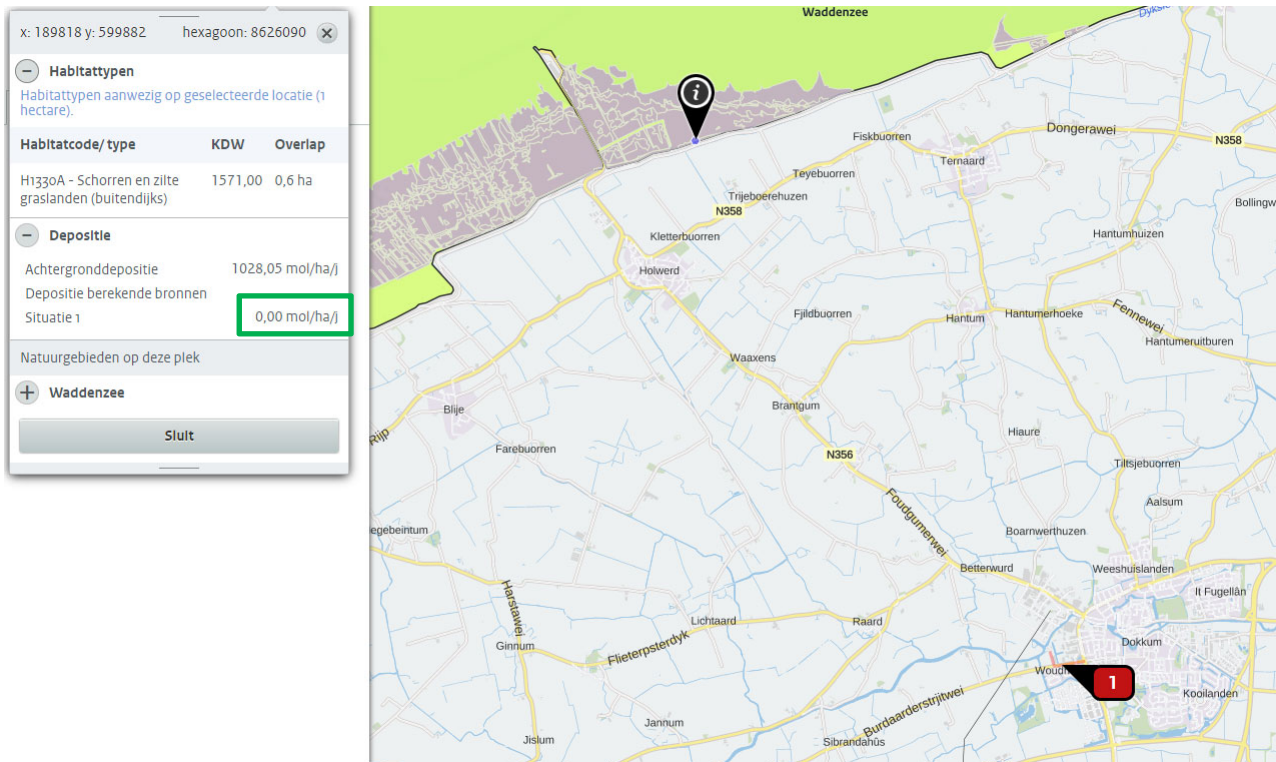 x: 189818 y: 599882 hexagoon: 8626090
Habitattypen
Habitattypen aanwezig op geselecteerde locatie (1
hectare).
Habitatcode/ type KDW Overlap
H1330A - Schorren en zilte 1571,00 0,6 ha
graslanden (buitendijks)
Depositie
Achtergronddepositie 1028,05 mol/ha/j
Depositie berekende bronnen
Situatie 1 0,00 mol/ha/j
Natuurgebieden op deze plek
Waddenzee
Sluit
Waddenzee
Fiskbuorren
Dongerawei
N358
Ternaard
Teyebuorren
Trijeboerehuzen
N358
Bollingw
Kletterbuorren
Hantumhuizen
Holwerd
Fjildbuorren
Hantum
Hantumerhoeke
Fennewei
Hantumeruitburen
Waaxens
Blije
Brantgum
Rijp
Hiaure
Farebuorren
N356
Tiltsjebuorren
Foudgumerwei
Aalsum
egebeintum
Boarnwerthuzen
Betterwurd
Weeshuislanden
It Fugellân
Harstawei
Lichtaard
Raard
Ginnum
Flieterpsterdyk
Dokkum
1
Kooilanden
Burdaarderstrjitwei
Jannum
Jislum
Sibrandahûs